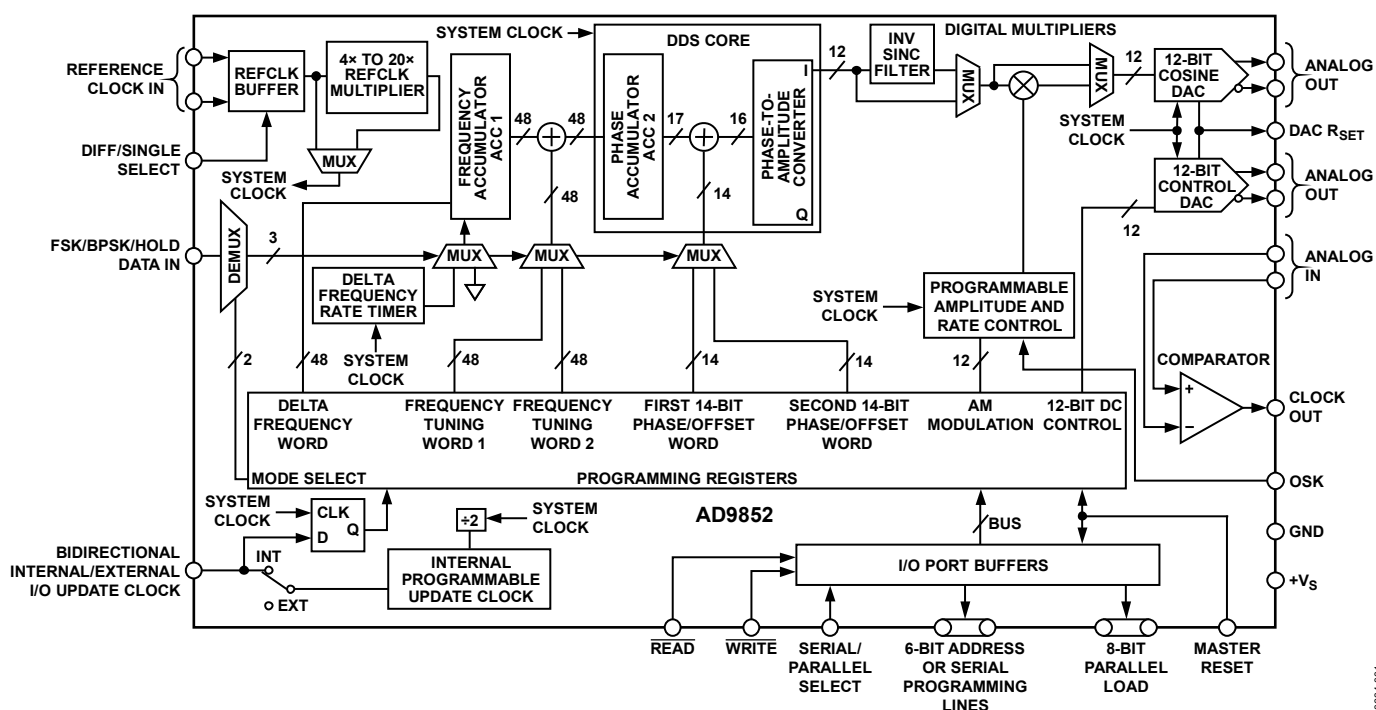 SYSTEM CLOCK
DDS CORE
DIGITAL MULTIPLIERS
REFERENCE
CLOCK IN
REFCLK
BUFFER
4× TO 20×
REFCLK
MULTIPLIER
MUX
SYSTEM
CLOCK
DIFF/SINGLE
SELECT
FREQUENCY
ACCUMULATOR
ACC 1
48
48
48
PHASE
ACCUMULATOR
ACC 2
17
16
14
PHASE-TO-
AMPLITUDE
CONVERTER
I
Q
12
INV
SINC
FILTER
MUX
MUX
12
12-BIT
COSINE
DAC
ANALOG
OUT
SYSTEM
CLOCK
DAC RSET
12-BIT
CONTROL
DAC
12
ANALOG
OUT
FSK/BPSK/HOLD
DATA IN
DEMUX
3
MUX
MUX
MUX
DELTA
FREQUENCY
RATE TIMER
SYSTEM
CLOCK
SYSTEM
CLOCK
PROGRAMMABLE
AMPLITUDE AND
RATE CONTROL
ANALOG
IN
COMPARATOR
+
−
CLOCK
OUT
2
48
48
48
14
14
12
DELTA
FREQUENCY
WORD
FREQUENCY
TUNING
WORD 1
FREQUENCY
TUNING
WORD 2
FIRST 14-BIT
PHASE/OFFSET
WORD
SECOND 14-BIT
PHASE/OFFSET
WORD
AM
MODULATION
12-BIT DC
CONTROL
MODE SELECT
PROGRAMMING REGISTERS
OSK
SYSTEM
CLOCK
CLK
D
Q
÷2
SYSTEM
CLOCK
AD9852
BUS
GND
+VS
BIDIRECTIONAL
INTERNAL/EXTERNAL
I/O UPDATE CLOCK
INT
EXT
INTERNAL
PROGRAMMABLE
UPDATE CLOCK
I/O PORT BUFFERS
READ
WRITE
SERIAL/
PARALLEL
SELECT
6-BIT ADDRESS
OR SERIAL
PROGRAMMING
LINES
8-BIT
PARALLEL
LOAD
MASTER
RESET